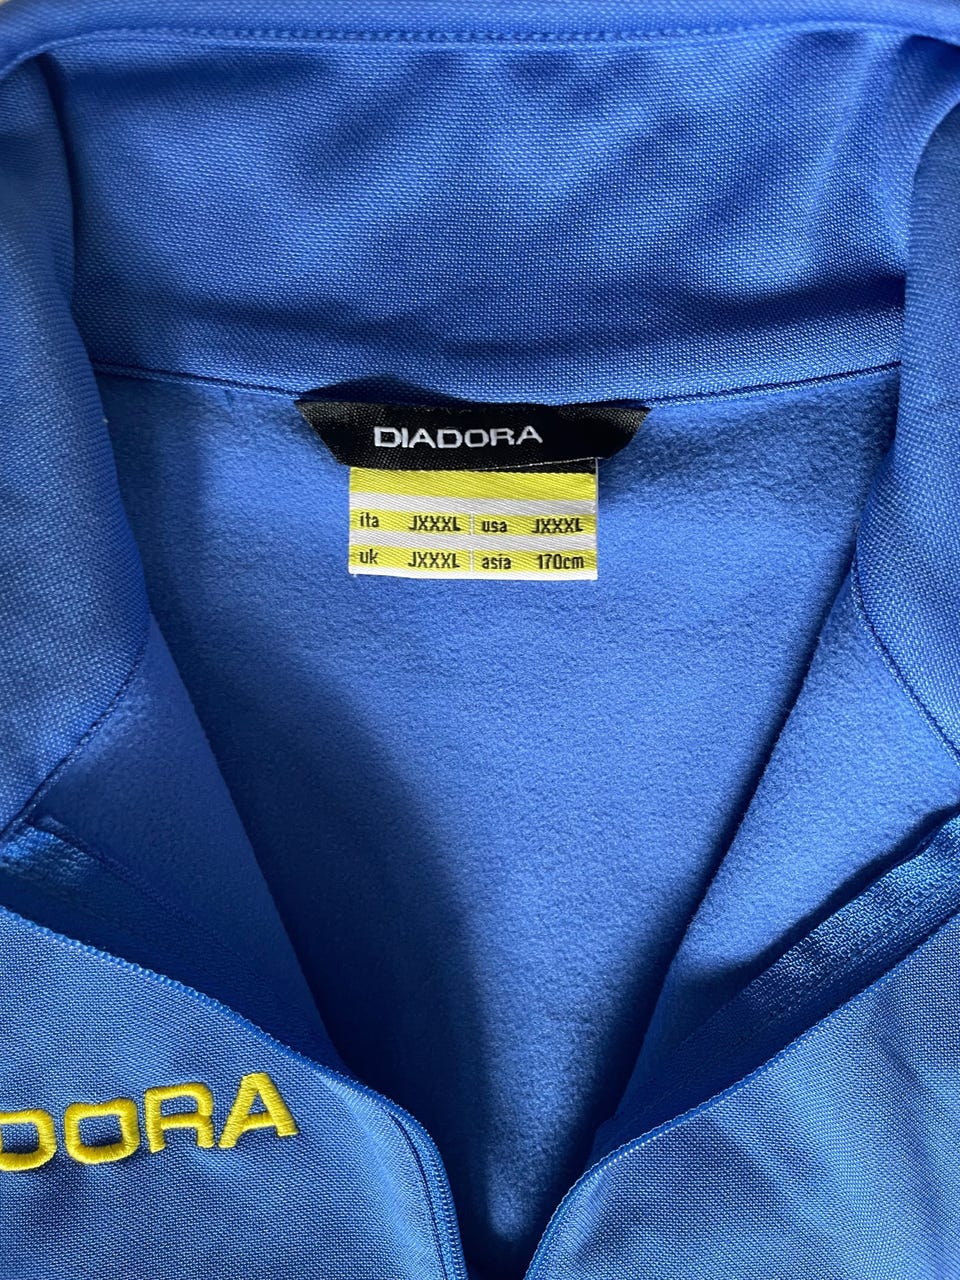 DIADORA
ita JXXXL usa JXXXL
uk JXXXL asia 170cm
DORA